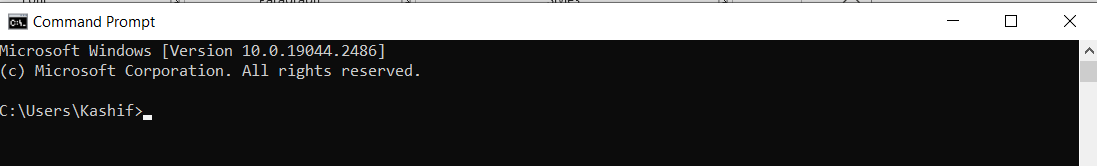 Command Prompt
Microsoft Windows [Version 10.0.19044.2486]
(c) Microsoft Corporation. All rights reserved.
C:\Users\Kashif>